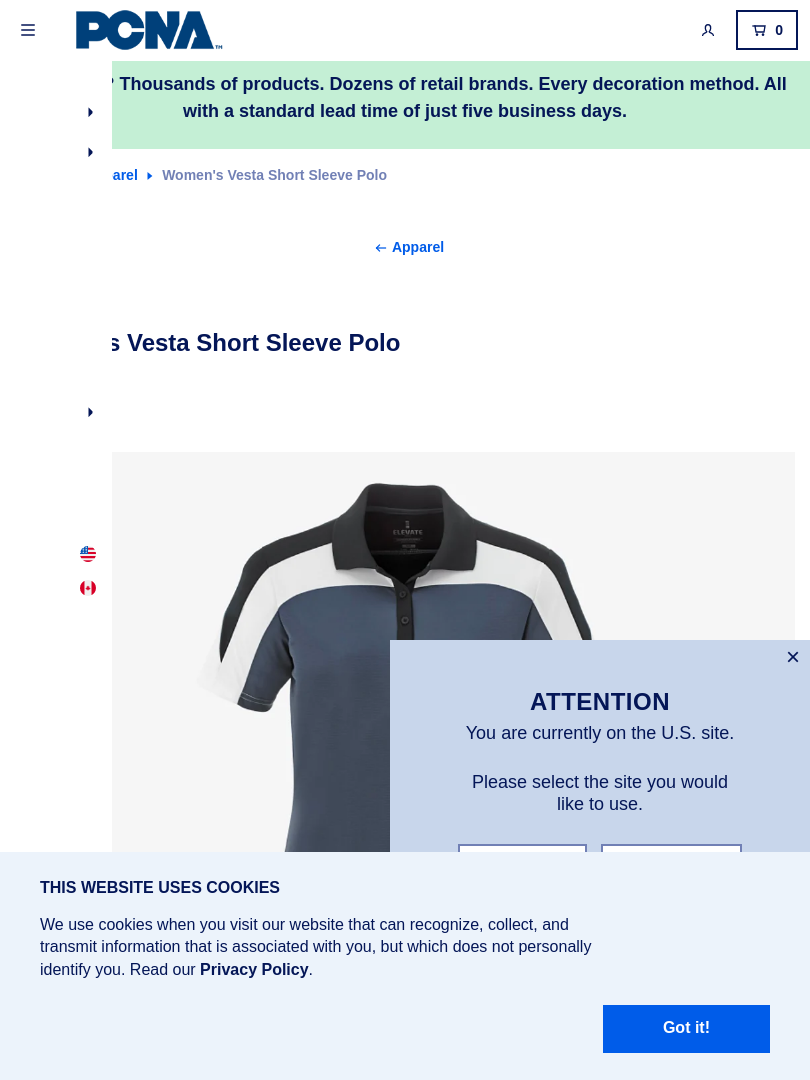 PCNA™
0
? Thousands of products. Dozens of retail brands. Every decoration method. All
with a standard lead time of just five business days.
arel Women's Vesta Short Sleeve Polo
Apparel
s Vesta Short Sleeve Polo
ELEVATE
ATTENTION
You are currently on the U.S. site.
Please select the site you would
like to use.
THIS WEBSITE USES COOKIES
We use cookies when you visit our website that can recognize, collect, and
transmit information that is associated with you, but which does not personally
identify you. Read our Privacy Policy.
Got it!